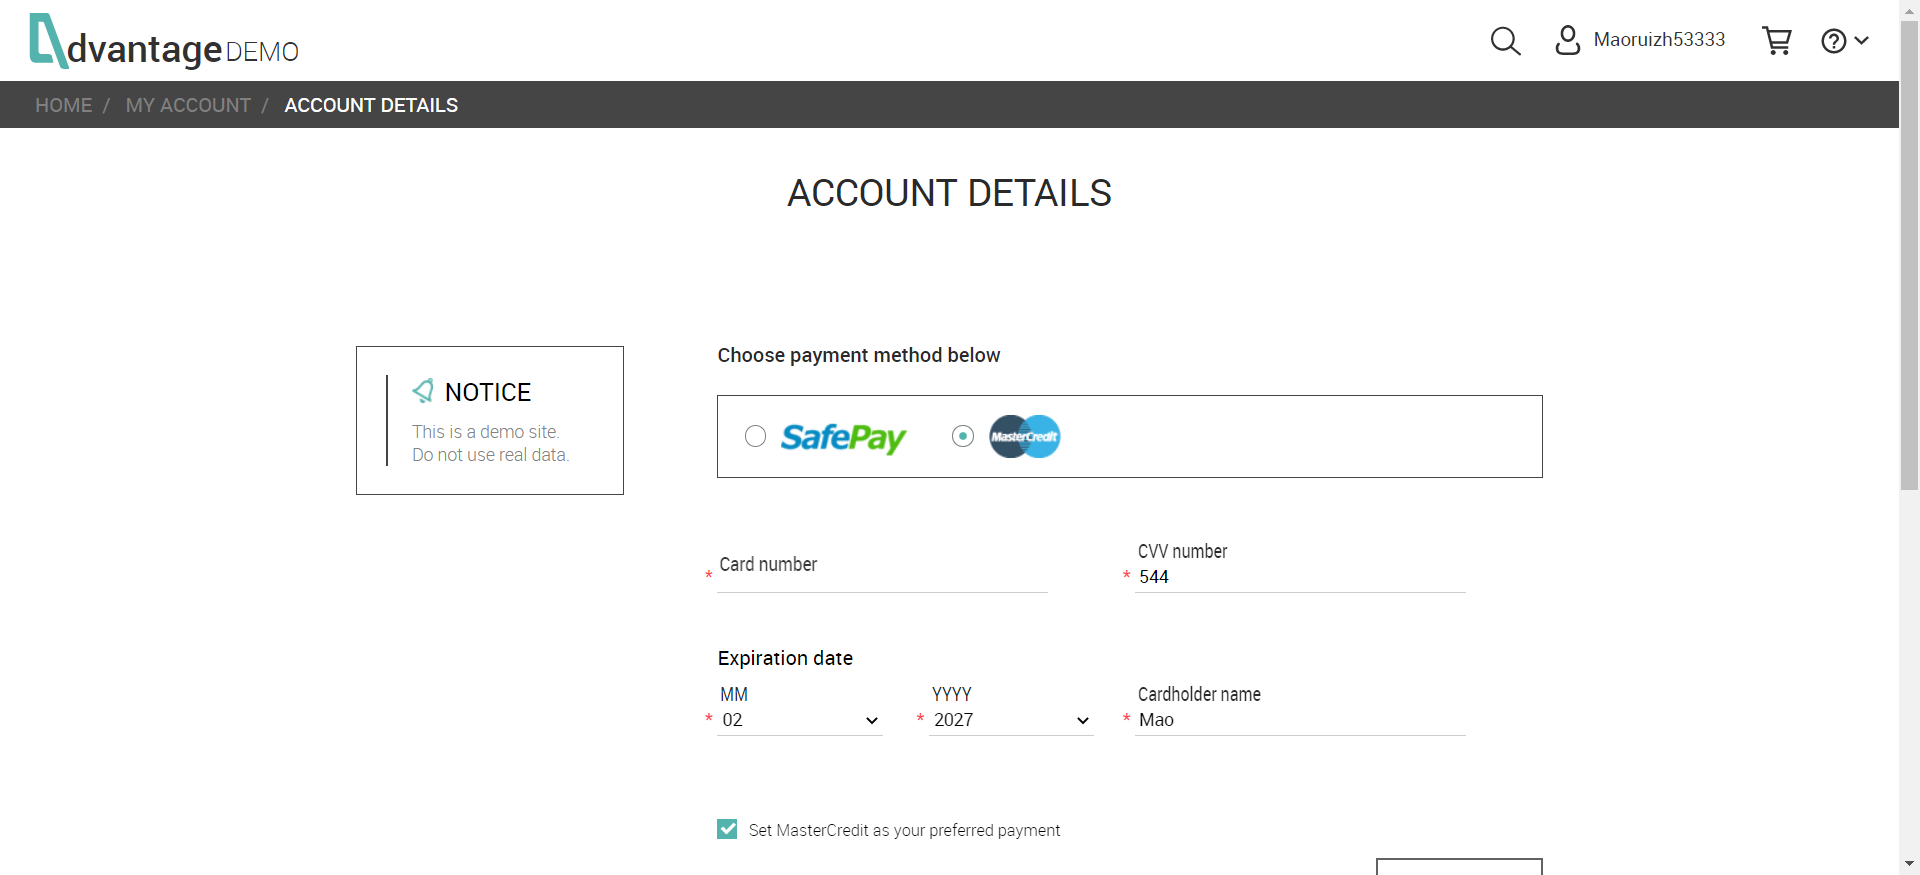 dvantage DEMO
Maoruizh53333
HOME / MY ACCOUNT / ACCOUNT DETAILS
ACCOUNT DETAILS
NOTICE
This is a demo site.
Do not use real data.
Choose payment method below
SafePay
MasterCredit
* Card number
CVV number
* 544
Expiration date
MM
* 02
YYYY
* 2027
Cardholder name
* Mao
Set MasterCredit as your preferred payment